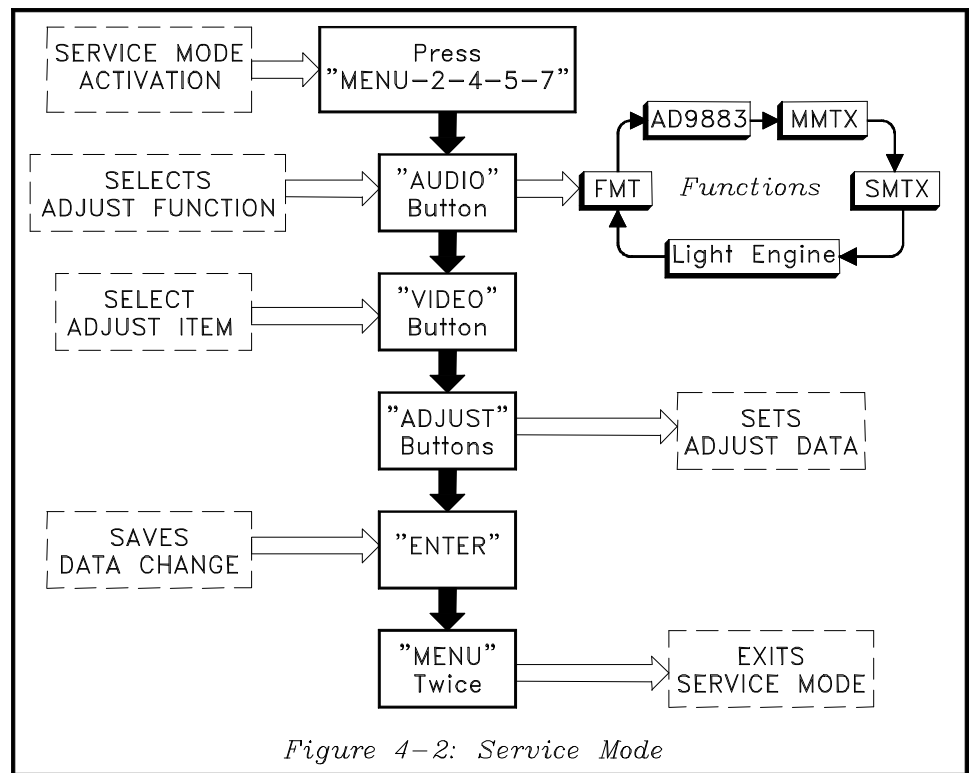 SERVICE MODE
ACTIVATION
Press
"MENU-2-4-5-7"
AD9883
MMTX
SELECTS
ADJUST FUNCTION
"AUDIO"
Button
FMT
Functions
SMTX
Light Engine
SELECT
ADJUST ITEM
"VIDEO"
Button
"ADJUST"
Buttons
SETS
ADJUST DATA
SAVES
DATA CHANGE
"ENTER"
"MENU"
Twice
EXITS
SERVICE MODE
Figure 4-2: Service Mode